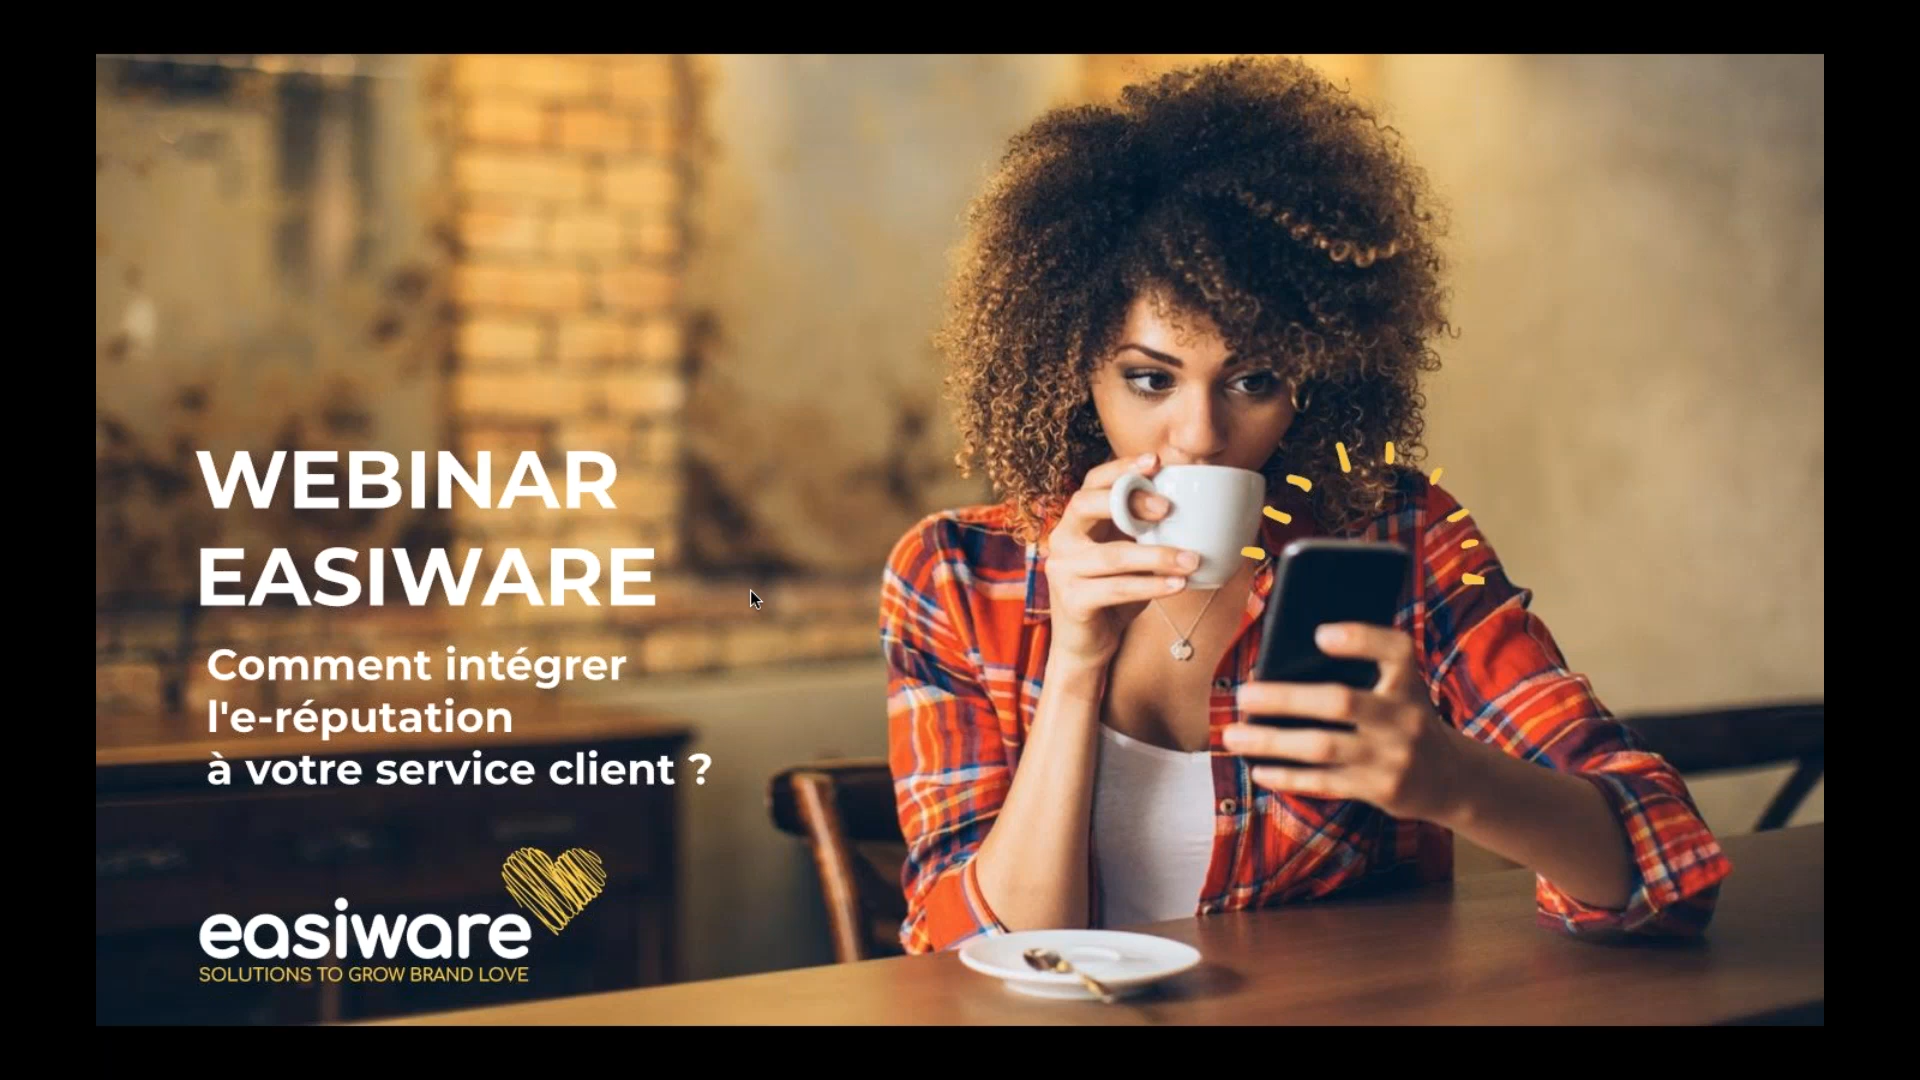 WEBINAR
EASIWARE
Comment intégrer
l'e-réputation
à votre service client ?
easiware
SOLUTIONS TO GROW BRAND LOVE